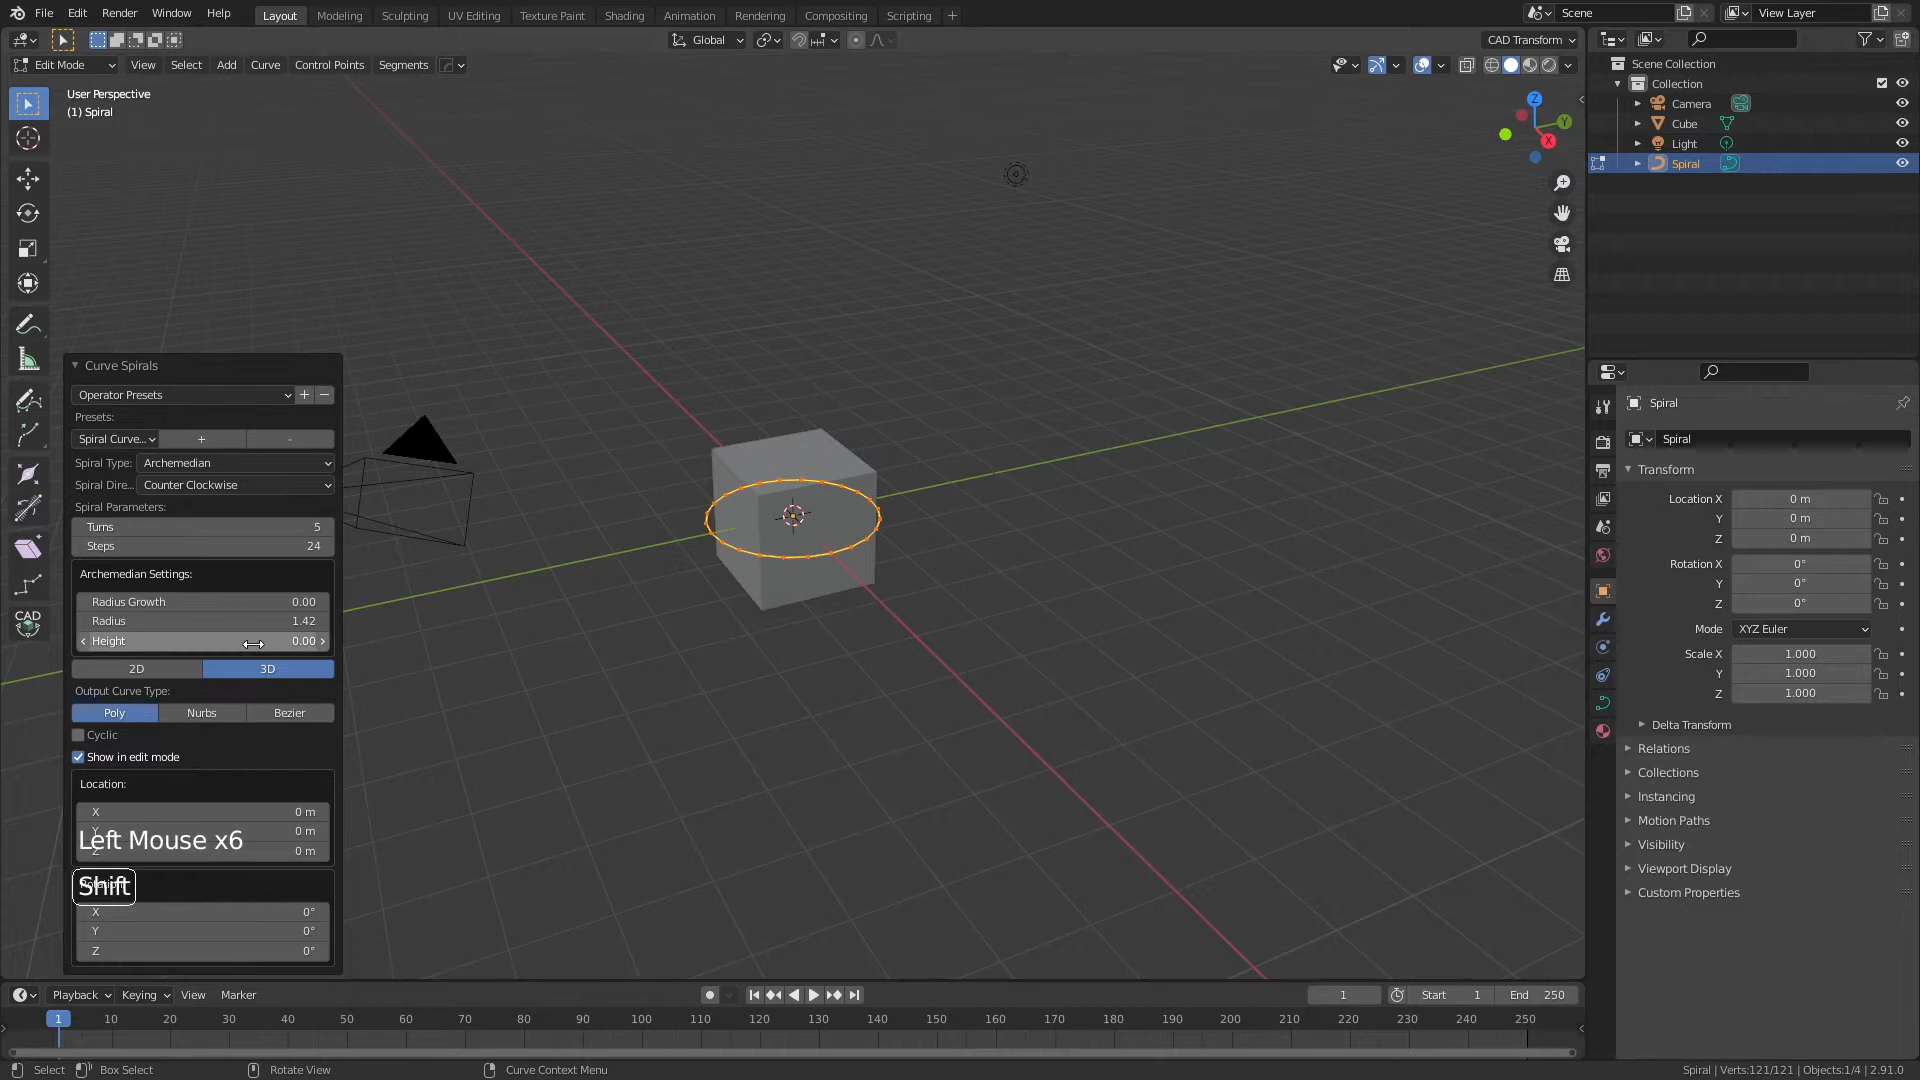 File Edit Render Window Help Layout Modeling Sculpting UV Editing Texture Paint Shading Animation Rendering Compositing Scripting + Scene View Layer
Global CAD Transform
Edit Mode View Select Add Curve Control Points Segments
User Perspective
(1) Spiral
Z
Y
X
Scene Collection
Collection
Camera
Cube
Light
Spiral
Curve Spirals
Operator Presets + −
Presets:
Spiral Curve... + -
Spiral Type: Archemedian
Spiral Dire... Counter Clockwise
Spiral Parameters:
Turns 5
Steps 24
Archemedian Settings:
Radius Growth 0.00
Radius 1.42
Height 0.00
2D 3D
Output Curve Type:
Poly Nurbs Bezier
Cyclic
Show in edit mode
Location:
X 0 m
Y 0 m
Z 0 m
Left Mouse x6
Shift
X 0°
Y 0°
Z 0°
CAD
Spiral
Spiral
Transform
Location X 0 m
Y 0 m
Z 0 m
Rotation X 0°
Y 0°
Z 0°
Mode XYZ Euler
Scale X 1.000
Y 1.000
Z 1.000
Delta Transform
Relations
Collections
Instancing
Motion Paths
Visibility
Viewport Display
Custom Properties
Playback Keying View Marker 1 Start 1 End 250
1 10 20 30 40 50 60 70 80 90 100 110 120 130 140 150 160 170 180 190 200 210 220 230 240 250
Select Box Select Rotate View Curve Context Menu Spiral | Verts:121/121 | Objects:1/4 | 2.91.0